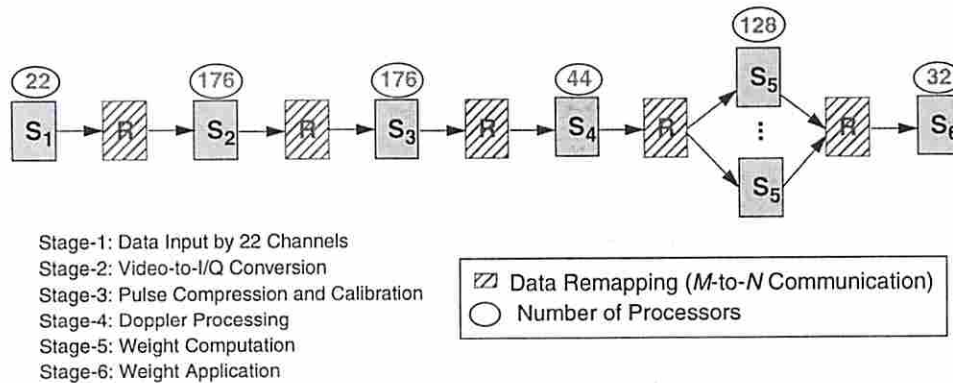 128
22 176 176 44 32
S5
S1 R S2 R S3 R S4 R R S6
S5
Stage-1: Data Input by 22 Channels
Stage-2: Video-to-I/Q Conversion
Stage-3: Pulse Compression and Calibration
Stage-4: Doppler Processing
Stage-5: Weight Computation
Stage-6: Weight Application
Data Remapping (M-to-N Communication)
Number of Processors